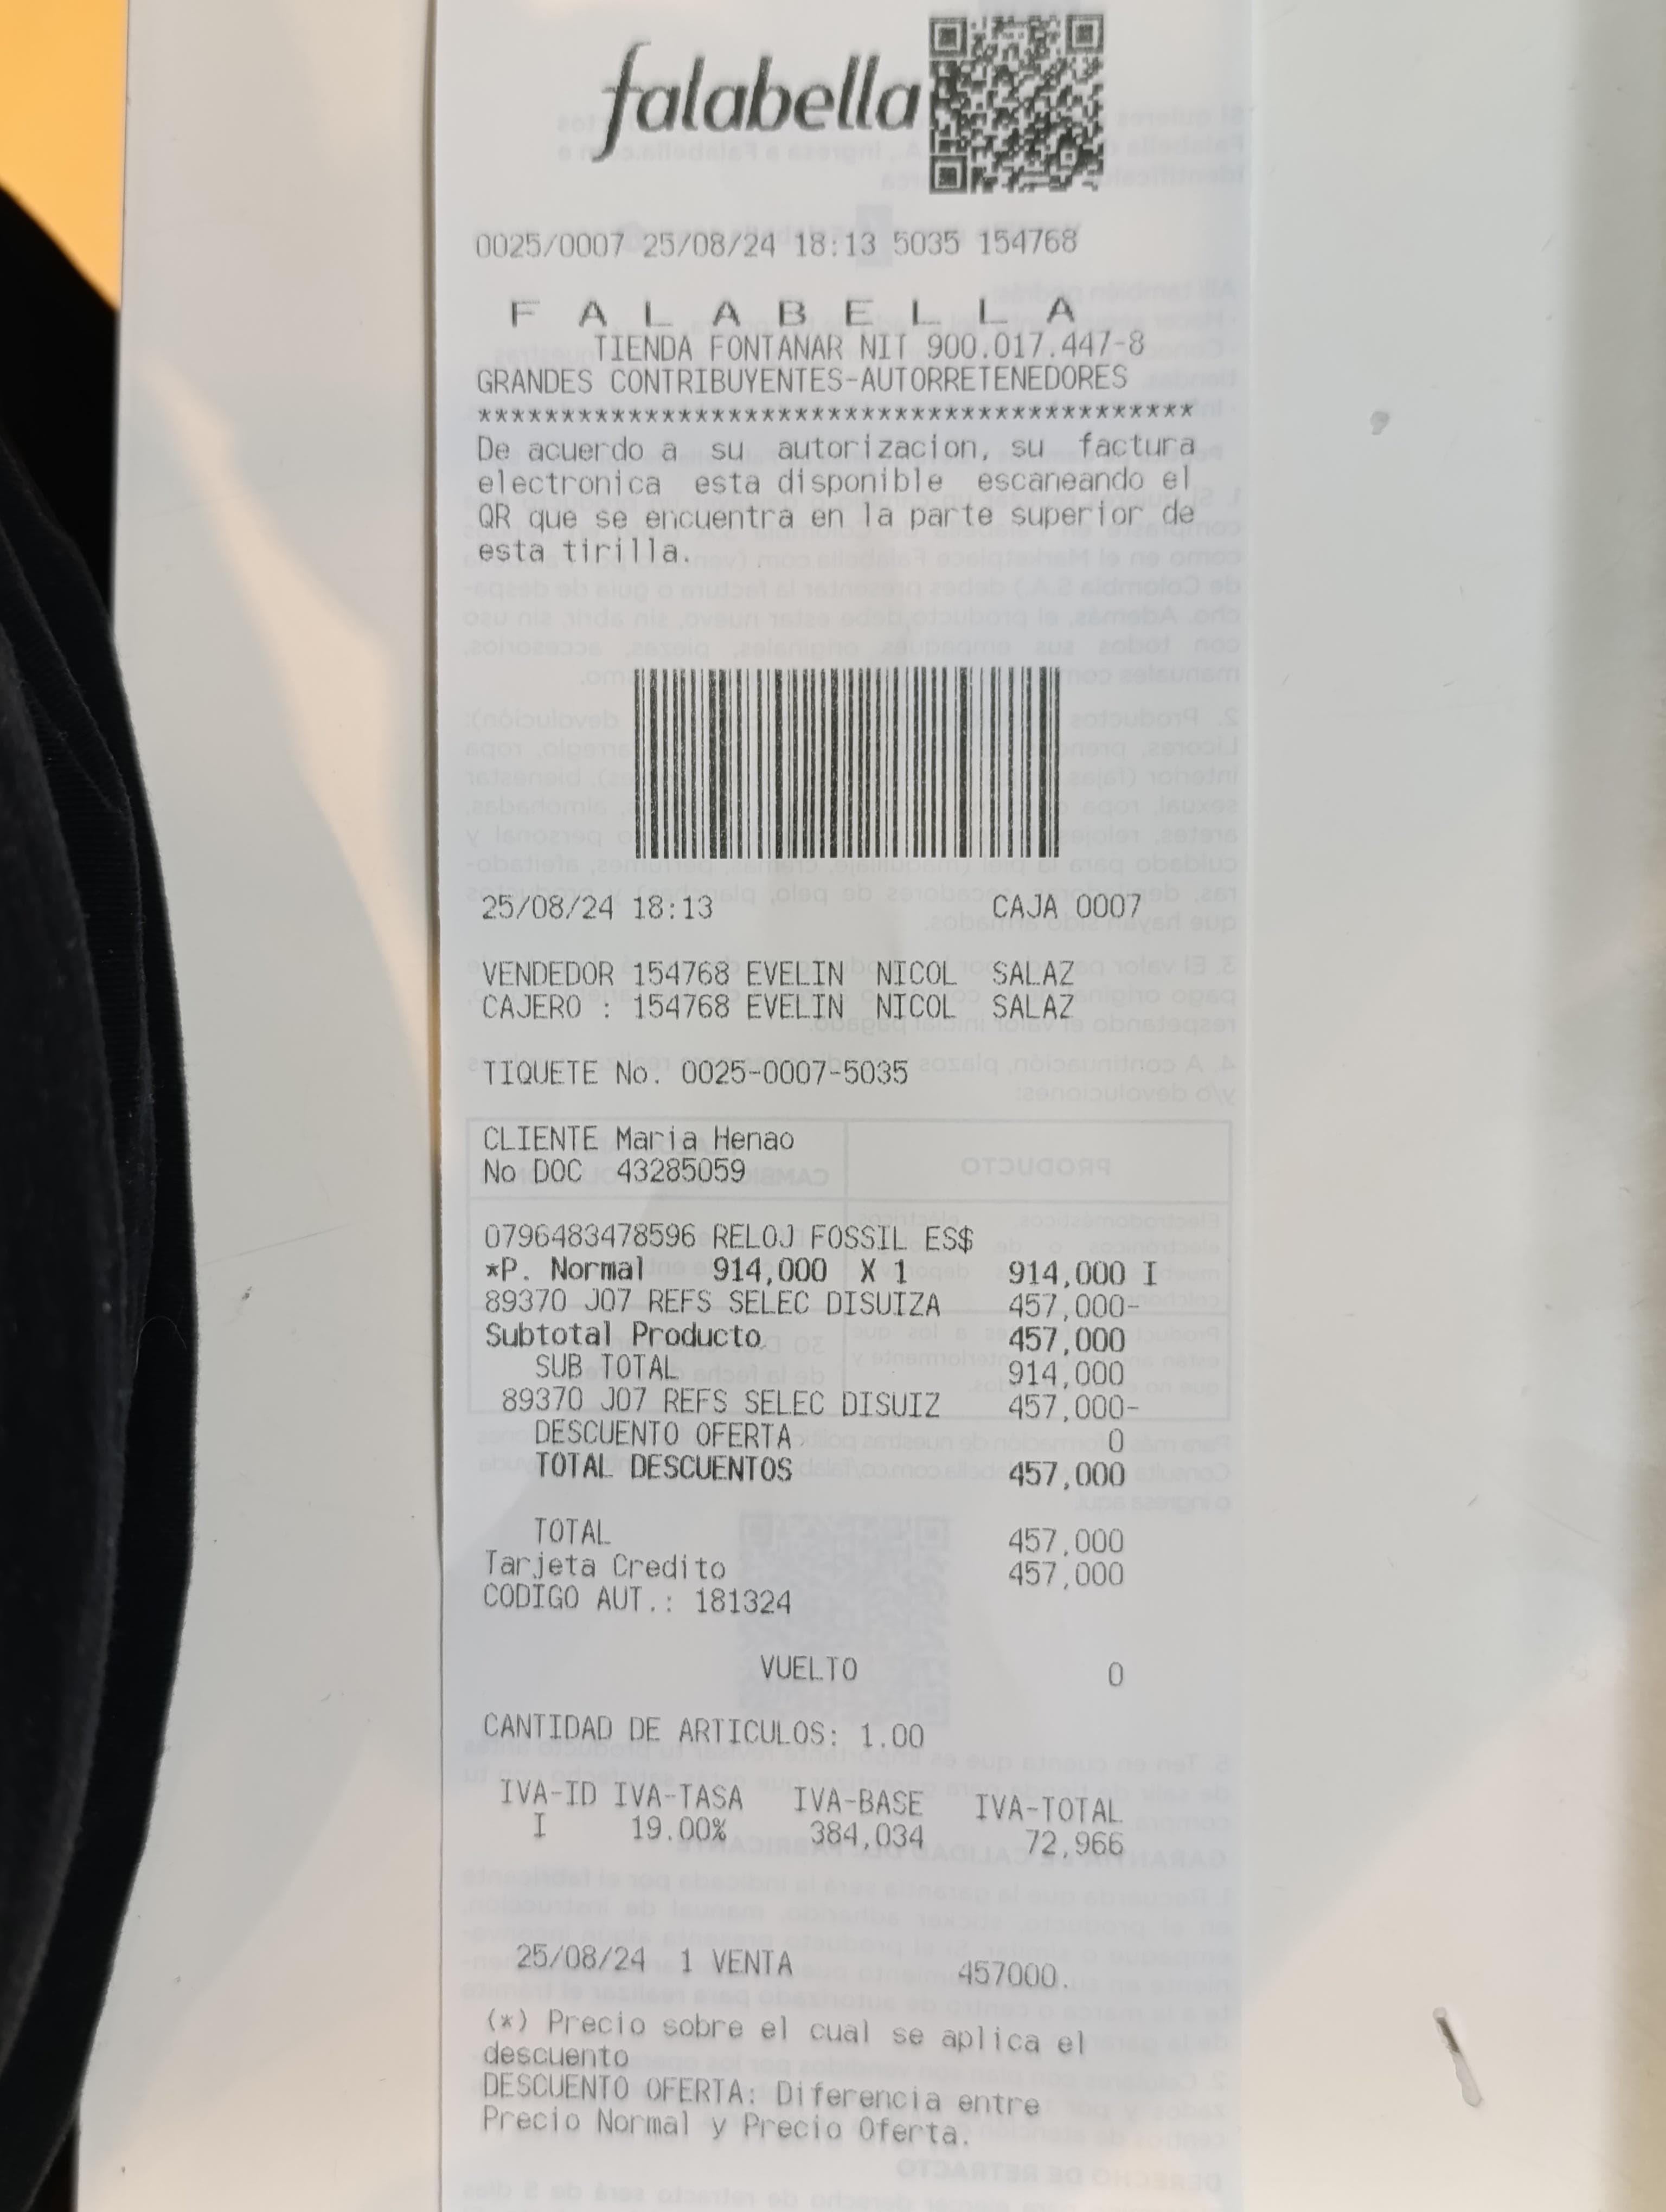 falabella
0025/0007 25/08/24 18:13 5035 154768
F A L A B E L L A
TIENDA FONTANAR NIT 900.017.447-8
GRANDES CONTRIBUYENTES-AUTORRETENEDORES
*******************************************
De acuerdo a su autorizacion, su factura
electronica esta disponible escaneando el
QR que se encuentra en la parte superior de
esta tirilla.
25/08/24 18:13 CAJA 0007
VENDEDOR 154768 EVELIN NICOL SALAZ
CAJERO : 154768 EVELIN NICOL SALAZ
TIQUETE No. 0025-0007-5035
CLIENTE Maria Henao
No DOC 43285059
0796483478596 RELOJ FOSSIL ES$
*P. Normal 914,000 X 1 914,000 I
89370 J07 REFS SELEC DISUIZA 457,000-
Subtotal Producto 457,000
SUB TOTAL 914,000
89370 J07 REFS SELEC DISUIZ 457,000-
DESCUENTO OFERTA 0
TOTAL DESCUENTOS 457,000
TOTAL 457,000
Tarjeta Credito 457,000
CODIGO AUT.: 181324
VUELTO 0
CANTIDAD DE ARTICULOS: 1.00
IVA-ID IVA-TASA IVA-BASE IVA-TOTAL
I 19.00% 384,034 72,966
25/08/24 1 VENTA 457000.
(*) Precio sobre el cual se aplica el
descuento
DESCUENTO OFERTA: Diferencia entre
Precio Normal y Precio Oferta.